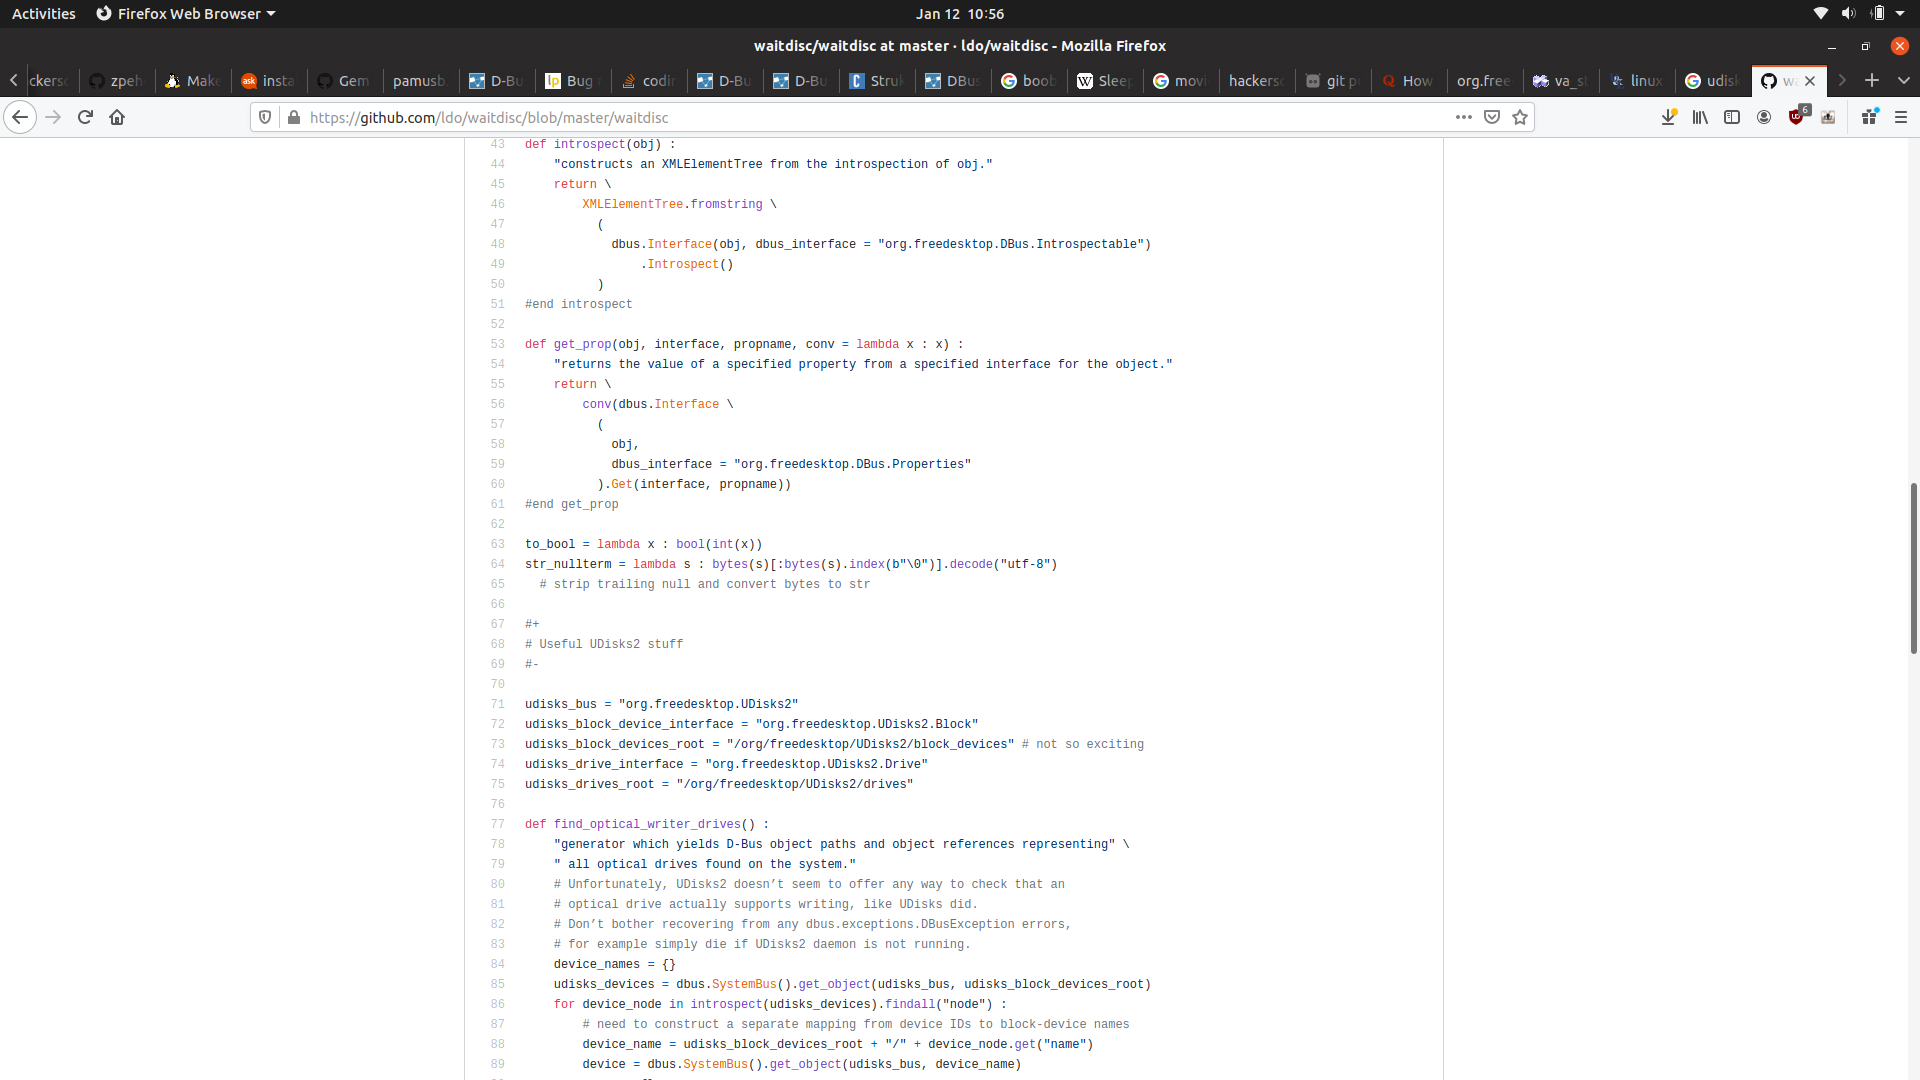 Activities Firefox Web Browser Jan 12 10:56
waitdisc/waitdisc at master · ldo/waitdisc - Mozilla Firefox
ckers zpeh Make insta Gem pamusb D-Bu Bug codin D-Bu D-Bu Struk DBus boob Sleep movi hackers git p How org.free va_s linux udisk wa
https://github.com/ldo/waitdisc/blob/master/waitdisc 6
43 def introspect(obj) :
44 "constructs an XMLElementTree from the introspection of obj."
45 return \
46 XMLElementTree.fromstring \
47 (
48 dbus.Interface(obj, dbus_interface = "org.freedesktop.DBus.Introspectable")
49 .Introspect()
50 )
51 #end introspect
52
53 def get_prop(obj, interface, propname, conv = lambda x : x) :
54 "returns the value of a specified property from a specified interface for the object."
55 return \
56 conv(dbus.Interface \
57 (
58 obj,
59 dbus_interface = "org.freedesktop.DBus.Properties"
60 ).Get(interface, propname))
61 #end get_prop
62
63 to_bool = lambda x : bool(int(x))
64 str_nullterm = lambda s : bytes(s)[:bytes(s).index(b"\0")].decode("utf-8")
65 # strip trailing null and convert bytes to str
66
67 #+
68 # Useful UDisks2 stuff
69 #-
70
71 udisks_bus = "org.freedesktop.UDisks2"
72 udisks_block_device_interface = "org.freedesktop.UDisks2.Block"
73 udisks_block_devices_root = "/org/freedesktop/UDisks2/block_devices" # not so exciting
74 udisks_drive_interface = "org.freedesktop.UDisks2.Drive"
75 udisks_drives_root = "/org/freedesktop/UDisks2/drives"
76
77 def find_optical_writer_drives() :
78 "generator which yields D-Bus object paths and object references representing" \
79 " all optical drives found on the system."
80 # Unfortunately, UDisks2 doesn’t seem to offer any way to check that an
81 # optical drive actually supports writing, like UDisks did.
82 # Don’t bother recovering from any dbus.exceptions.DBusException errors,
83 # for example simply die if UDisks2 daemon is not running.
84 device_names = {}
85 udisks_devices = dbus.SystemBus().get_object(udisks_bus, udisks_block_devices_root)
86 for device_node in introspect(udisks_devices).findall("node") :
87 # need to construct a separate mapping from device IDs to block-device names
88 device_name = udisks_block_devices_root + "/" + device_node.get("name")
89 device = dbus.SystemBus().get_object(udisks_bus, device_name)